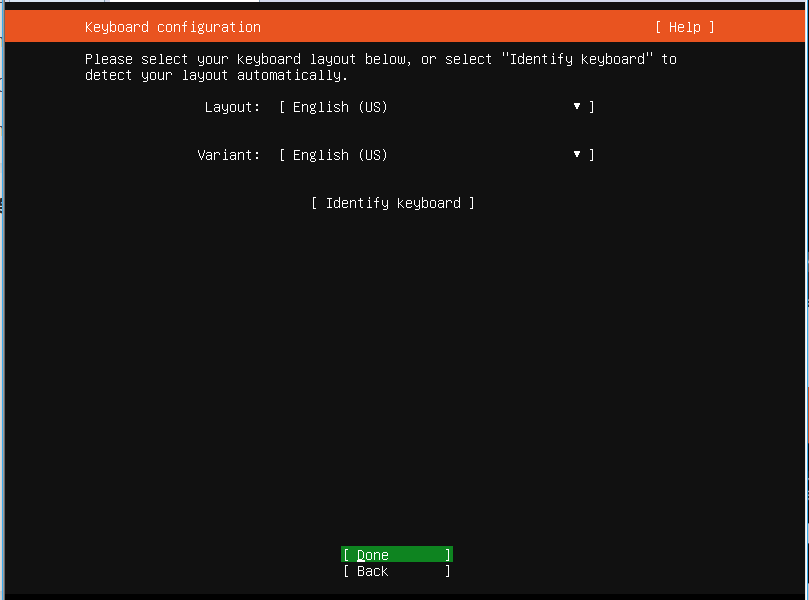 Keyboard configuration [ Help ]
Please select your keyboard layout below, or select "Identify keyboard" to
detect your layout automatically.
Layout: [ English (US) ▼ ]
Variant: [ English (US) ▼ ]
[ Identify keyboard ]
[ Done ]
[ Back ]